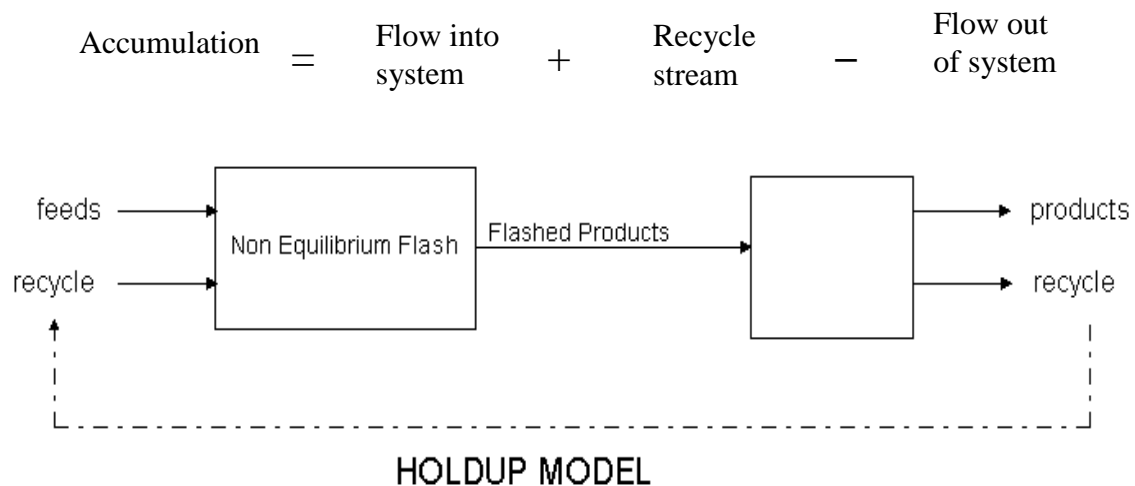 Accumulation = Flow into + Recycle − Flow out
system stream of system
feeds
Non Equilibrium Flash
Flashed Products
products
recycle
recycle
HOLDUP MODEL